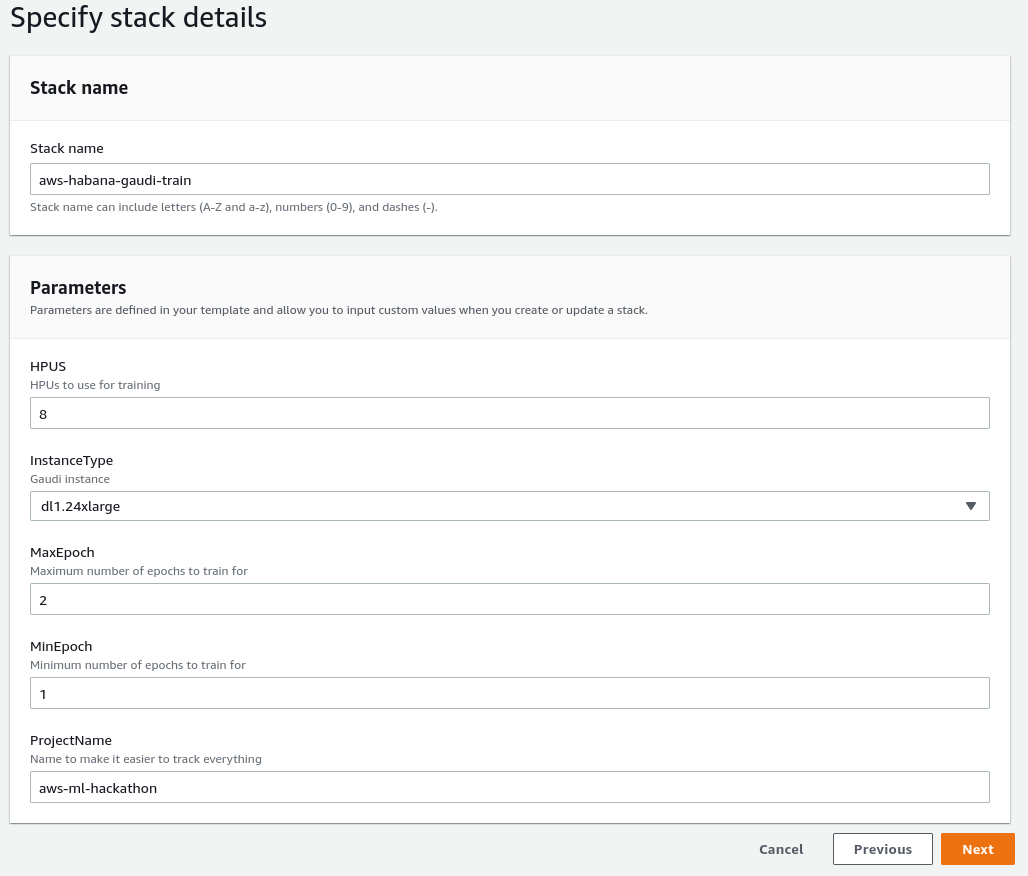 Specify stack details
Stack name
Stack name
aws-habana-gaudi-train
Stack name can include letters (A-Z and a-z), numbers (0-9), and dashes (-).
Parameters
Parameters are defined in your template and allow you to input custom values when you create or update a stack.
HPUS
HPUs to use for training
8
InstanceType
Gaudi instance
dl1.24xlarge
MaxEpoch
Maximum number of epochs to train for
2
MinEpoch
Minimum number of epochs to train for
1
ProjectName
Name to make it easier to track everything
aws-ml-hackathon
Cancel Previous Next